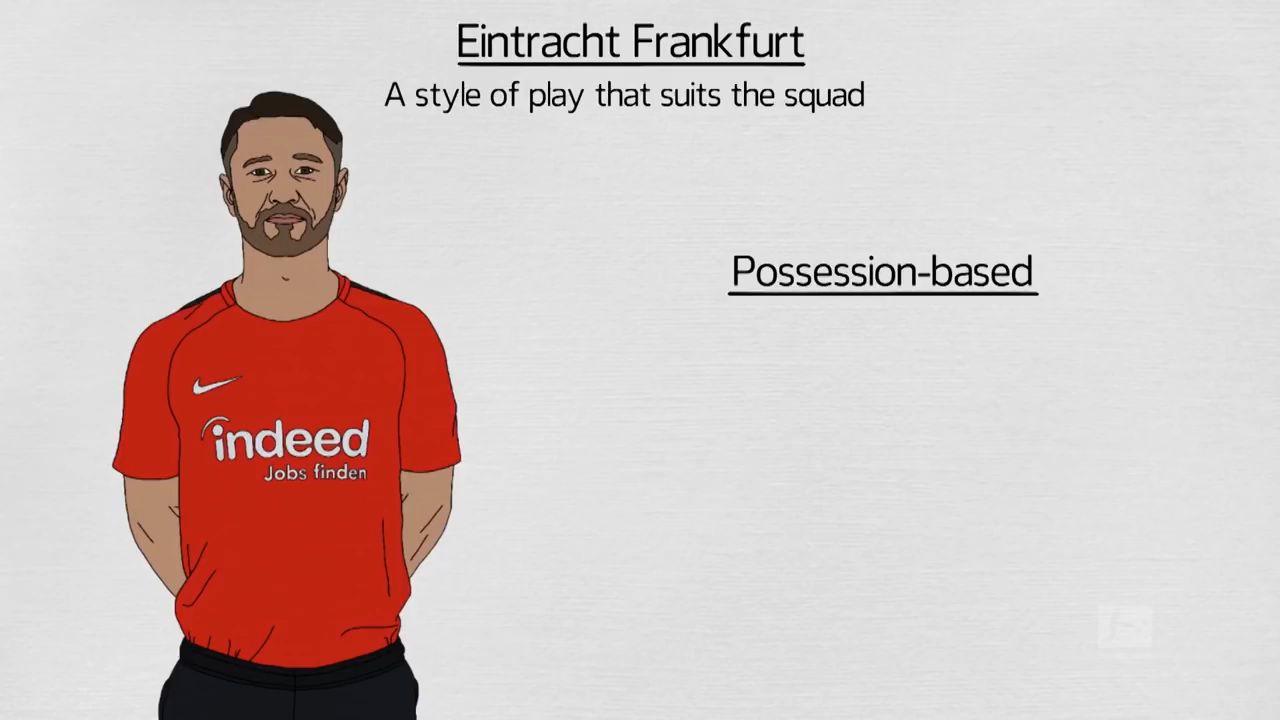 Eintracht Frankfurt
A style of play that suits the squad
Possession-based
indeed
Jobs finden